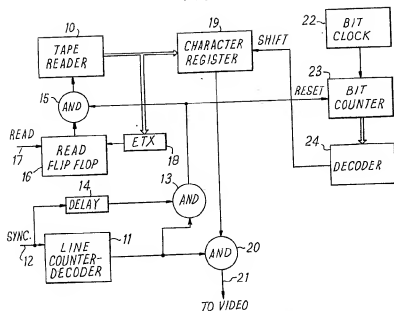 10
TAPE
READER
19
CHARACTER
REGISTER
SHIFT
22
BIT
CLOCK
23
BIT
COUNTER
RESET
24
DECODER
15
AND
READ
17
READ
FLIP FLOP
16
ETX
18
14
DELAY
13
AND
SYNC.
12
LINE
COUNTER-
DECODER
11
AND
20
21
TO VIDEO